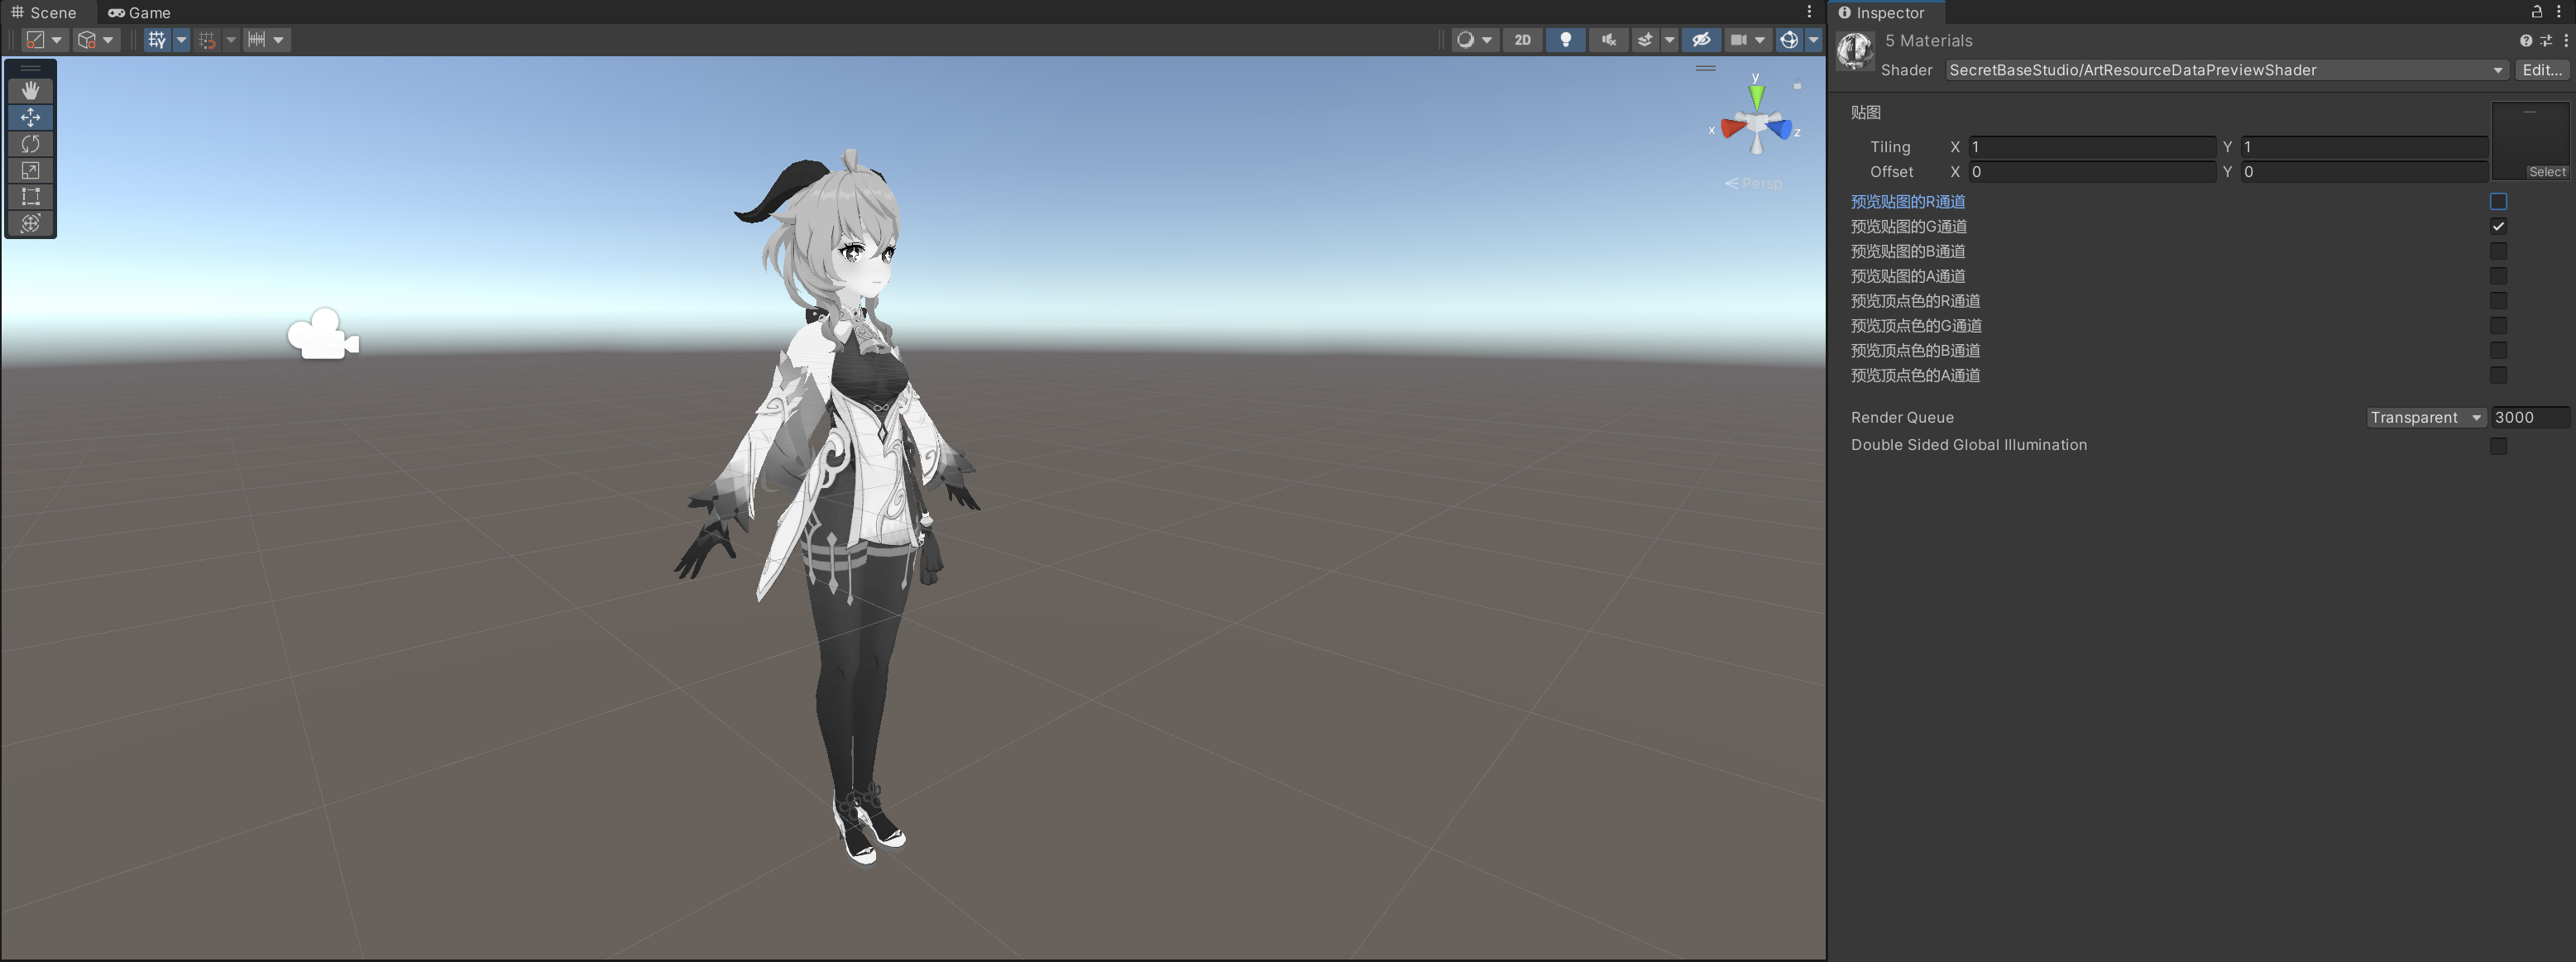 Scene Game
2D
y
x z
Persp
Inspector
5 Materials
Shader SecretBaseStudio/ArtResourceDataPreviewShader Edit...
贴图
Tiling X 1 Y 1
Offset X 0 Y 0
Select
预览贴图的R通道
预览贴图的G通道
预览贴图的B通道
预览贴图的A通道
预览顶点色的R通道
预览顶点色的G通道
预览顶点色的B通道
预览顶点色的A通道
Render Queue Transparent 3000
Double Sided Global Illumination